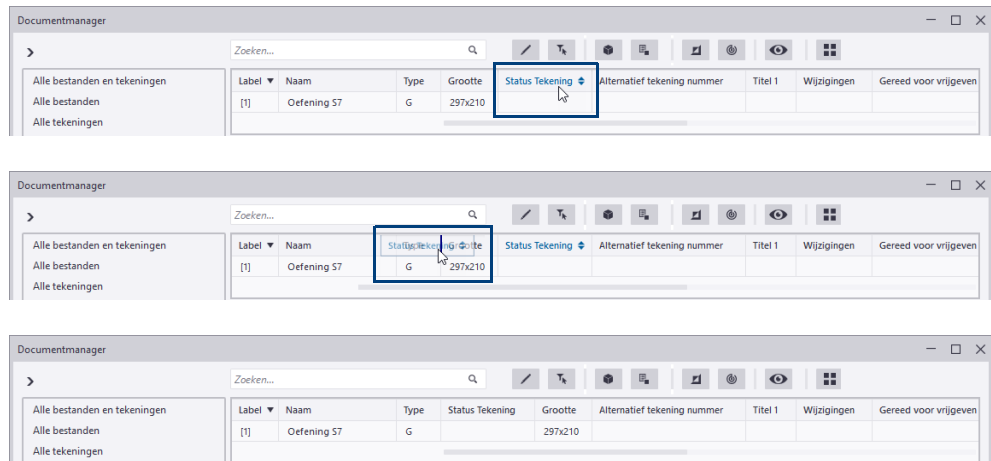 Documentmanager
Zoeken...
Alle bestanden en tekeningen
Label Naam Type Grootte Status Tekening Alternatief tekening nummer Titel 1 Wijzigingen Gereed voor vrijgeven
Alle bestanden
[1] Oefening S7 G 297x210
Alle tekeningen
Documentmanager
Zoeken...
Alle bestanden en tekeningen
Label Naam Status Tekening Type Grootte Status Tekening Alternatief tekening nummer Titel 1 Wijzigingen Gereed voor vrijgeven
Alle bestanden
[1] Oefening S7 G 297x210
Alle tekeningen
Documentmanager
Zoeken...
Alle bestanden en tekeningen
Label Naam Type Status Tekening Grootte Alternatief tekening nummer Titel 1 Wijzigingen Gereed voor vrijgeven
Alle bestanden
[1] Oefening S7 G 297x210
Alle tekeningen